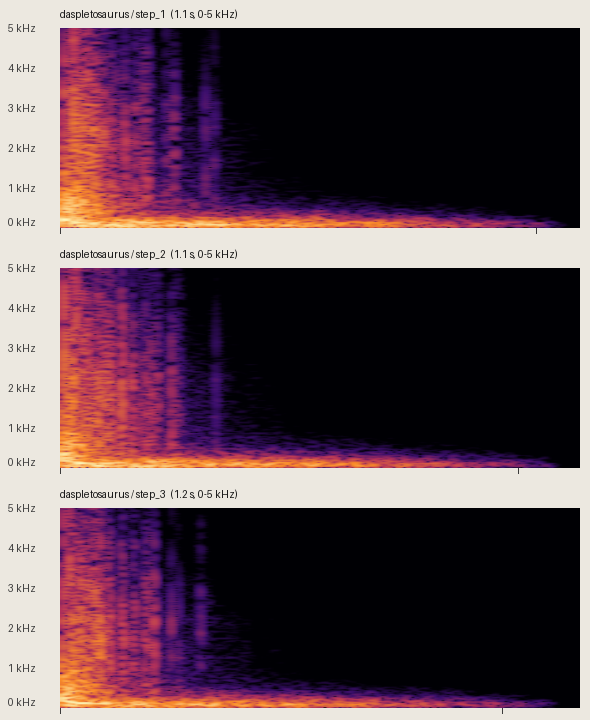 daspletosaurus/step_1 (1.1s, 0-5 kHz)
5 kHz
4 kHz
3 kHz
2 kHz
1 kHz
0 kHz
daspletosaurus/step_2 (1.1s, 0-5 kHz)
5 kHz
4 kHz
3 kHz
2 kHz
1 kHz
0 kHz
daspletosaurus/step_3 (1.2s, 0-5 kHz)
5 kHz
4 kHz
3 kHz
2 kHz
1 kHz
0 kHz